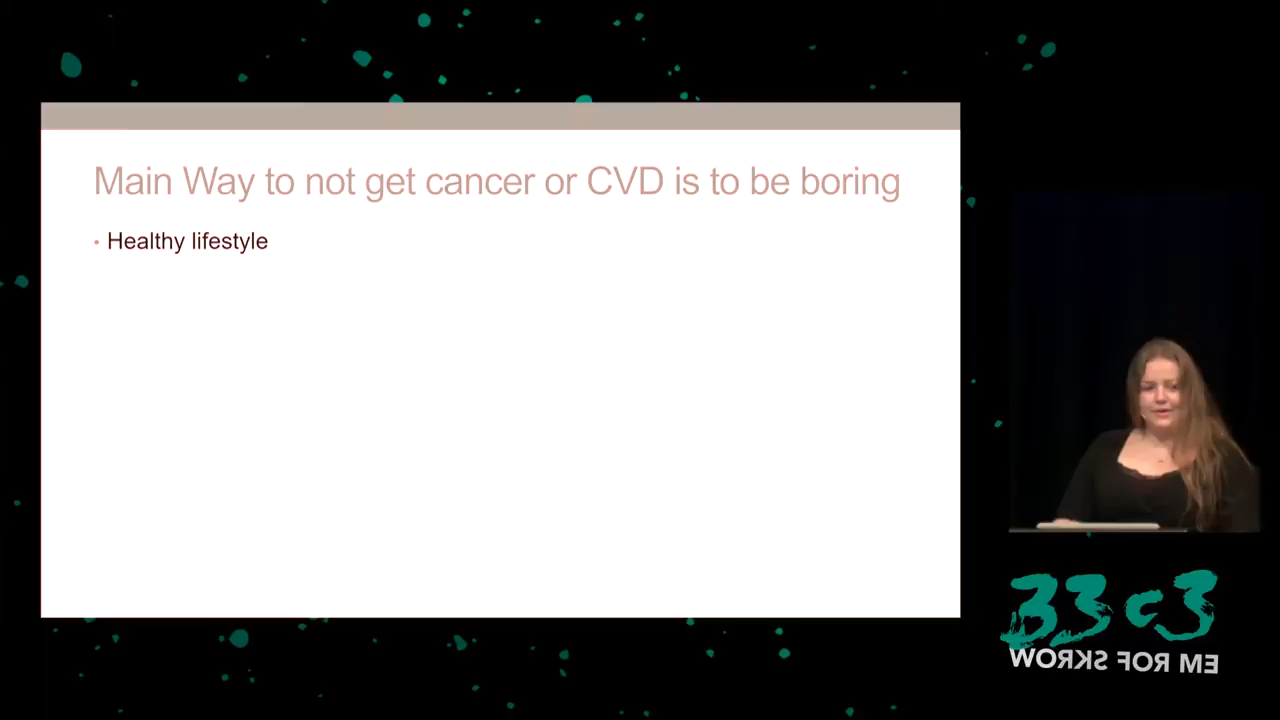 Main Way to not get cancer or CVD is to be boring
• Healthy lifestyle
33c3
WORKS FOR ME